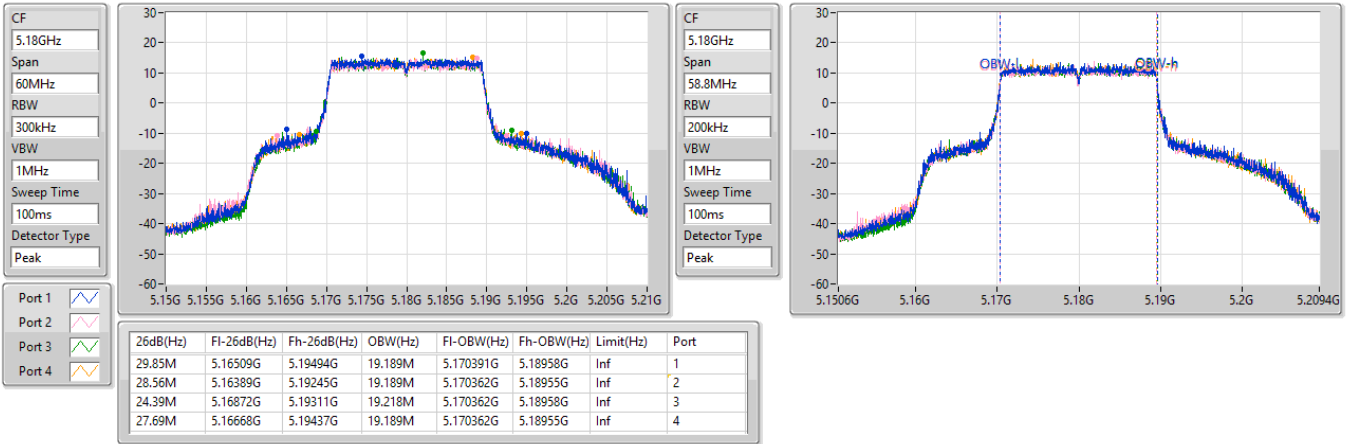 CF
5.18GHz
Span
60MHz
RBW
300kHz
VBW
1MHz
Sweep Time
100ms
Detector Type
Peak
30
20
10
0
-10
-20
-30
-40
-50
-60
5.15G 5.155G 5.16G 5.165G 5.17G 5.175G 5.18G 5.185G 5.19G 5.195G 5.2G 5.205G 5.21G
CF
5.18GHz
Span
58.8MHz
RBW
200kHz
VBW
1MHz
Sweep Time
100ms
Detector Type
Peak
30
20
10
0
-10
-20
-30
-40
-50
-60
OBW-l OBW-h
5.1506G 5.16G 5.17G 5.18G 5.19G 5.2G 5.2094G
Port 1
Port 2
Port 3
Port 4
26dB(Hz) Fl-26dB(Hz) Fh-26dB(Hz) OBW(Hz) Fl-OBW(Hz) Fh-OBW(Hz) Limit(Hz) Port
29.85M 5.16509G 5.19494G 19.189M 5.170391G 5.18958G Inf 1
28.56M 5.16389G 5.19245G 19.189M 5.170362G 5.18955G Inf 2
24.39M 5.16872G 5.19311G 19.218M 5.170362G 5.18958G Inf 3
27.69M 5.16668G 5.19437G 19.189M 5.170362G 5.18955G Inf 4